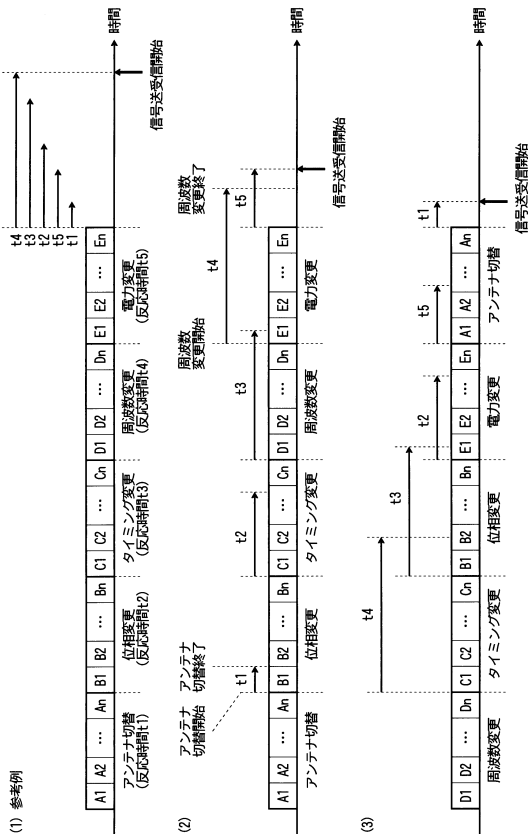 (1) 参考例
t4
t3
t2
t5
t1
A1 A2 … An B1 B2 … Bn C1 C2 … Cn D1 D2 … Dn E1 E2 … En
時間
アンテナ切替
(反応時間t1)
位相変更
(反応時間t2)
タイミング変更
(反応時間t3)
周波数変更
(反応時間t4)
電力変更
(反応時間t5)
信号送受信開始
(2)
アンテナ
切替開始
アンテナ
切替終了
周波数
変更開始
周波数
変更終了
t1
t2
t3
t4
t5
A1 A2 … An B1 B2 … Bn C1 C2 … Cn D1 D2 … Dn E1 E2 … En
時間
アンテナ切替
位相変更
タイミング変更
周波数変更
電力変更
信号送受信開始
(3)
t4
t3
t2
t5
t1
D1 D2 … Dn C1 C2 … Cn B1 B2 … Bn E1 E2 … En A1 A2 … An
時間
周波数変更
タイミング変更
位相変更
電力変更
アンテナ切替
信号送受信開始